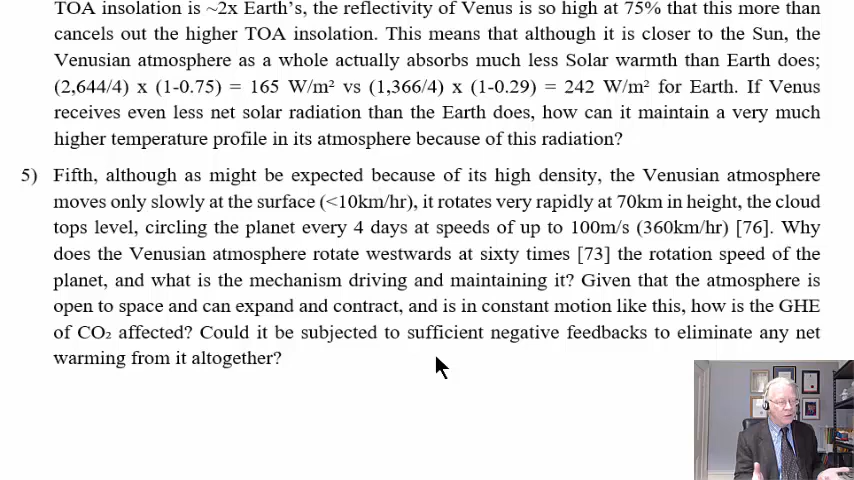 TOA insolation is ~2x Earth's, the reflectivity of Venus is so high at 75% that this more than
cancels out the higher TOA insolation. This means that although it is closer to the Sun, the
Venusian atmosphere as a whole actually absorbs much less Solar warmth than Earth does;
(2,644/4) x (1-0.75) = 165 W/m² vs (1,366/4) x (1-0.29) = 242 W/m² for Earth. If Venus
receives even less net solar radiation than the Earth does, how can it maintain a very much
higher temperature profile in its atmosphere because of this radiation?
5) Fifth, although as might be expected because of its high density, the Venusian atmosphere
moves only slowly at the surface (<10km/hr), it rotates very rapidly at 70km in height, the cloud
tops level, circling the planet every 4 days at speeds of up to 100m/s (360km/hr) [76]. Why
does the Venusian atmosphere rotate westwards at sixty times [73] the rotation speed of the
planet, and what is the mechanism driving and maintaining it? Given that the atmosphere is
open to space and can expand and contract, and is in constant motion like this, how is the GHE
of CO₂ affected? Could it be subjected to sufficient negative feedbacks to eliminate any net
warming from it altogether?